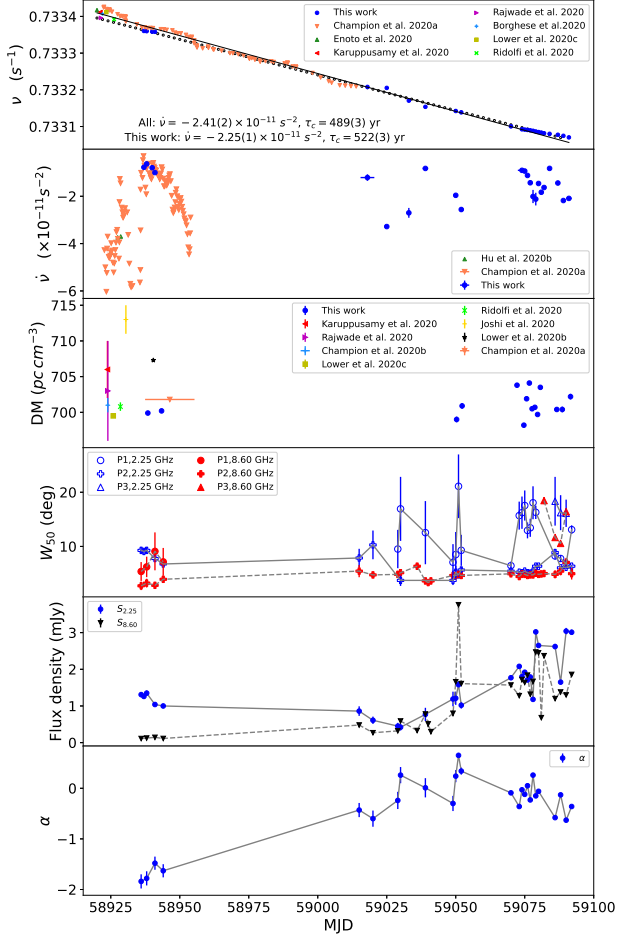 0.7334
0.7333
0.7332
0.7331
ν (s⁻¹)
This work
Champion et al. 2020a
Enoto et al. 2020
Karuppusamy et al. 2020
Rajwade et al. 2020
Borghese et al.2020
Lower et al. 2020c
Ridolfi et al. 2020
All: ν̇ = −2.41(2) × 10⁻¹¹ s⁻², τc = 489(3) yr
This work: ν̇ = −2.25(1) × 10⁻¹¹ s⁻², τc = 522(3) yr
−2
−4
−6
ν̇ (×10⁻¹¹s⁻²)
Hu et al. 2020b
Champion et al. 2020a
This work
715
710
705
700
DM (pc cm⁻³)
This work
Karuppusamy et al. 2020
Rajwade et al. 2020
Champion et al. 2020b
Lower et al. 2020c
Ridolfi et al. 2020
Joshi et al. 2020
Lower et al. 2020b
Champion et al. 2020a
20
10
W₅₀ (deg)
P1,2.25 GHz
P2,2.25 GHz
P3,2.25 GHz
P1,8.60 GHz
P2,8.60 GHz
P3,8.60 GHz
3
2
1
0
Flux density (mJy)
S₂.₂₅
S₈.₆₀
0
−1
−2
α
α
58925 58950 58975 59000 59025 59050 59075 59100
MJD